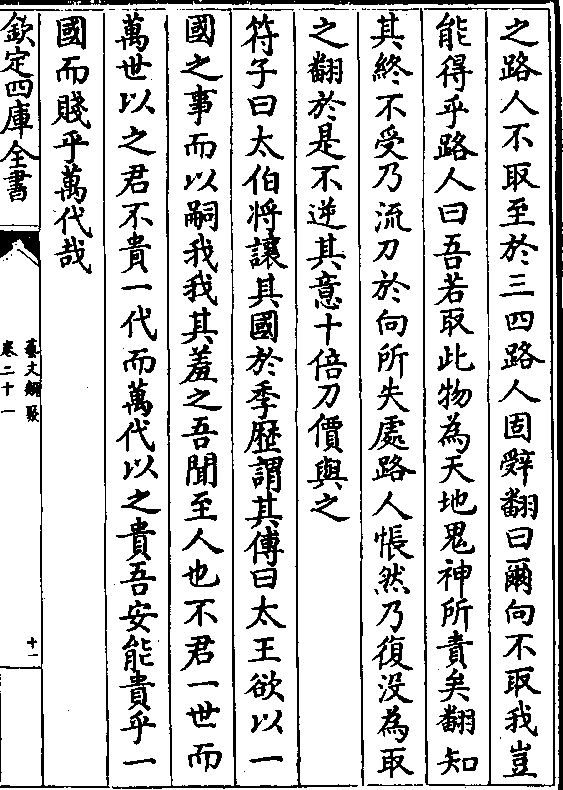 之路人不取至於三四路人固辭翻曰爾向不取我豈
能得乎路人曰吾若取此物為天地鬼神所責矣翻知
其終不受乃流刀於向所失處路人悵然乃復没為取
之翻於是不逆其意十倍刀價與之
符子曰太伯將讓其國於季歴謂其傅曰太王欲以一
國之事而以嗣我我其羞之吾聞至人也不君一世而
萬世以之君不貴一代而萬代以之貴吾安能貴乎一
國而賤乎萬代哉
欽定四庫全書
藝文類聚
卷二十一
十一